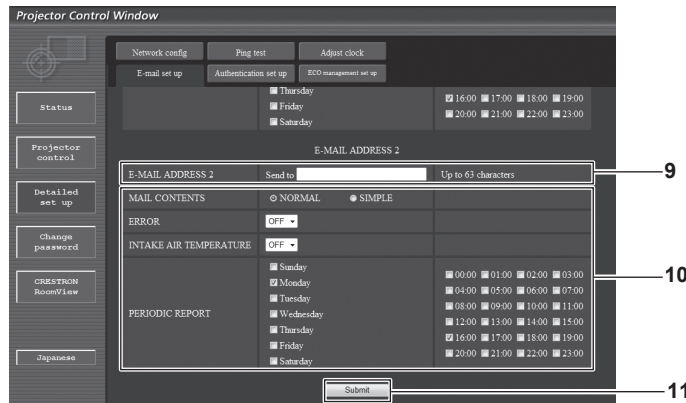 Projector Control Window
Network config Ping test Adjust clock
E-mail set up Authentication set up ECO management set up
Status
Projector control
Detailed set up
Change password
CRESTRON RoomView
Japanese
Thursday
Friday
Saturday
16:00 17:00 18:00 19:00
20:00 21:00 22:00 23:00
E-MAIL ADDRESS 2
E-MAIL ADDRESS 2 Send to Up to 63 characters
9
MAIL CONTENTS NORMAL SIMPLE
ERROR OFF
INTAKE AIR TEMPERATURE OFF
PERIODIC REPORT
Sunday
Monday
Tuesday
Wednesday
Thursday
Friday
Saturday
00:00 01:00 02:00 03:00
04:00 05:00 06:00 07:00
08:00 09:00 10:00 11:00
12:00 13:00 14:00 15:00
16:00 17:00 18:00 19:00
20:00 21:00 22:00 23:00
10
Submit
11